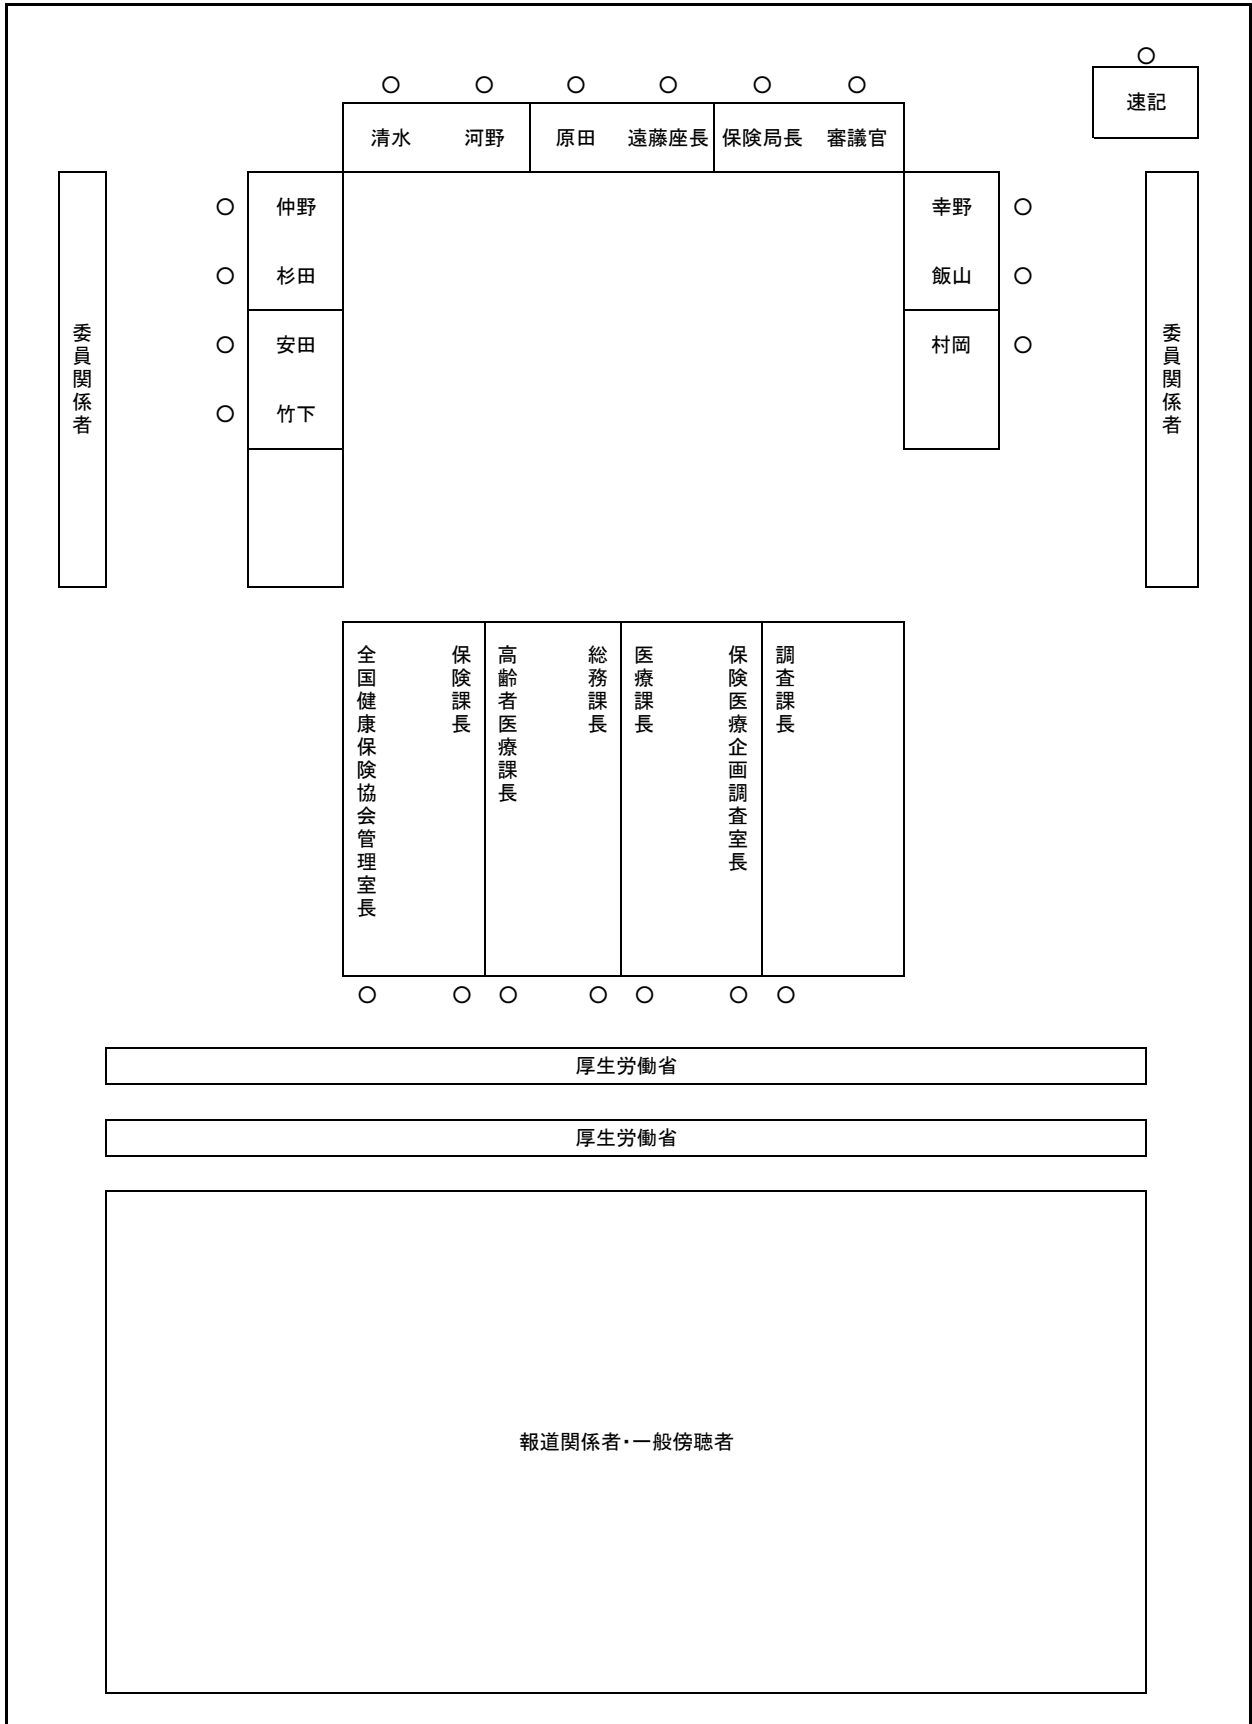 速記
清水 河野 原田 遠藤座長 保険局長 審議官
仲野
杉田
安田
竹下
幸野
飯山
村岡
委員関係者
委員関係者
全国健康保険協会管理室長
保険課長
高齢者医療課長
総務課長
医療課長
保険医療企画調査室長
調査課長
厚生労働省
厚生労働省
報道関係者・一般傍聴者